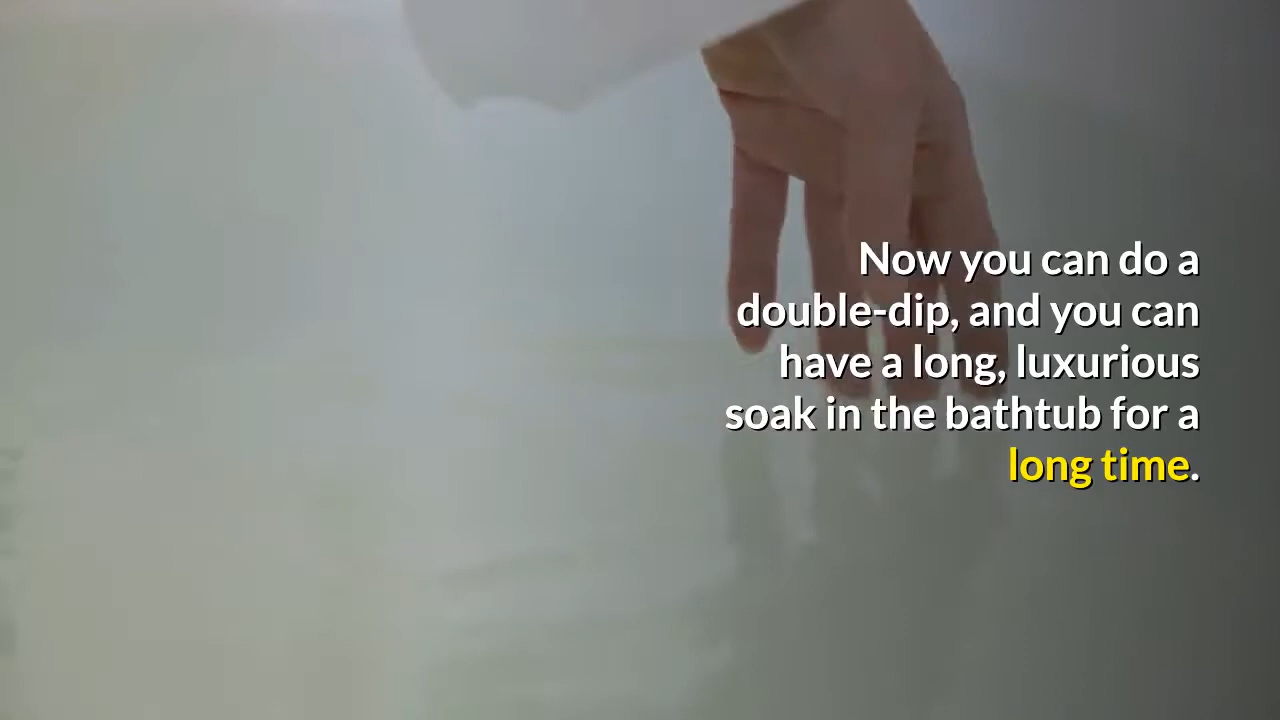 Now you can do a
double-dip, and you can
have a long, luxurious
soak in the bathtub for a
long time.